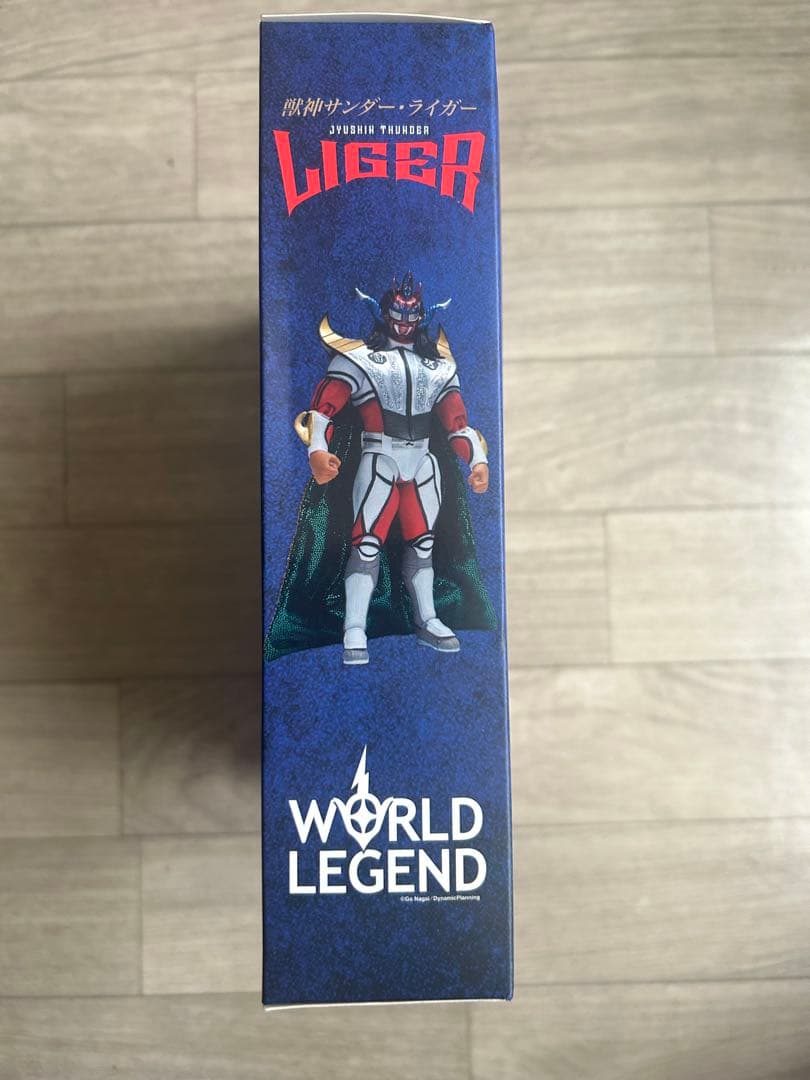 獣神サンダー・ライガー
JYUSHIN THUNDER
LIGER
WORLD
LEGEND
©Go Nagai/DynamicPlanning